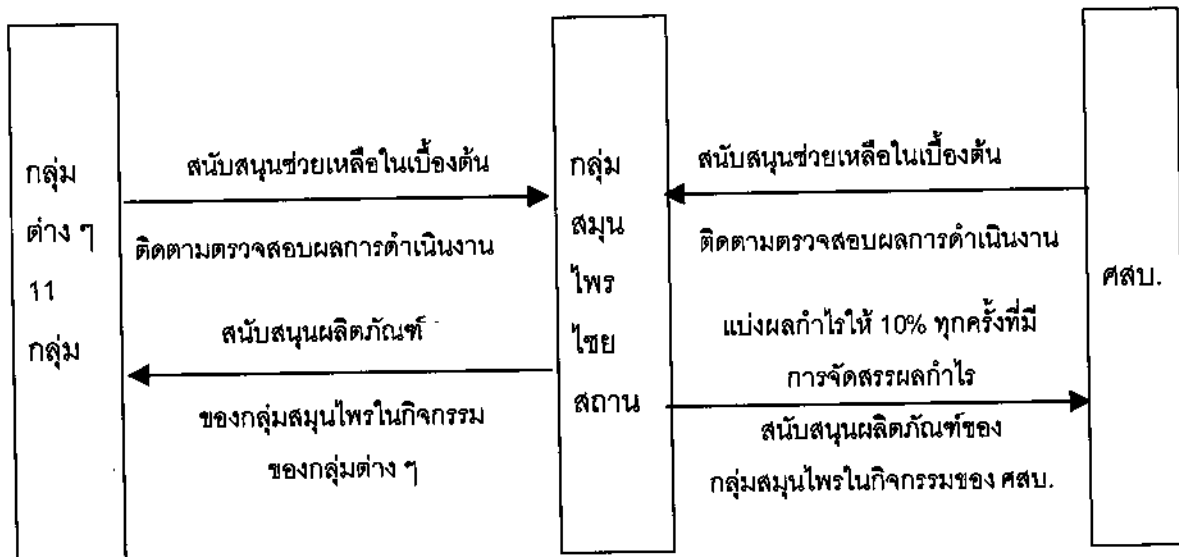 กลุ่ม
ต่าง ๆ
11
กลุ่ม
สนับสนุนช่วยเหลือในเบื้องต้น
ติดตามตรวจสอบผลการดำเนินงาน
สนับสนุนผลิตภัณฑ์
ของกลุ่มสมุนไพรในกิจกรรม
ของกลุ่มต่าง ๆ
กลุ่ม
สมุน
ไพร
ไชย
สถาน
สนับสนุนช่วยเหลือในเบื้องต้น
ติดตามตรวจสอบผลการดำเนินงาน
แบ่งผลกำไรให้ 10% ทุกครั้งที่มี
การจัดสรรผลกำไร
สนับสนุนผลิตภัณฑ์ของ
กลุ่มสมุนไพรในกิจกรรมของ ศสบ.
ศสบ.